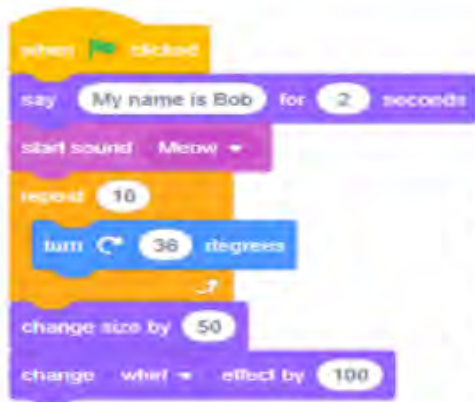 when clicked
say My name is Bob for 2 seconds
start sound Meow
repeat 10
turn 36 degrees
change size by 50
change whirl effect by 100